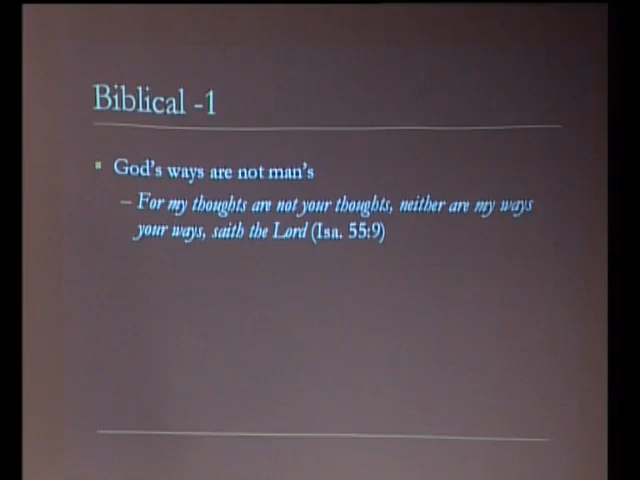 Biblical -1
God's ways are not man's
– For my thoughts are not your thoughts, neither are my ways
your ways, saith the Lord (Isa. 55:9)